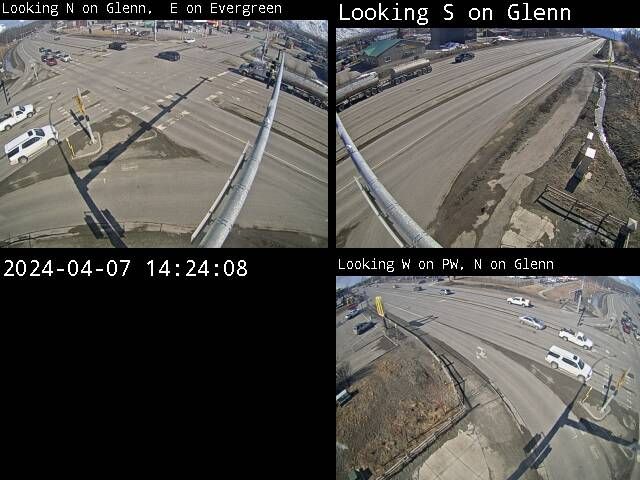 Looking N on Glenn,  E on Evergreen
Looking S on Glenn
2024-04-07 14:24:08
Looking W on PW, N on Glenn